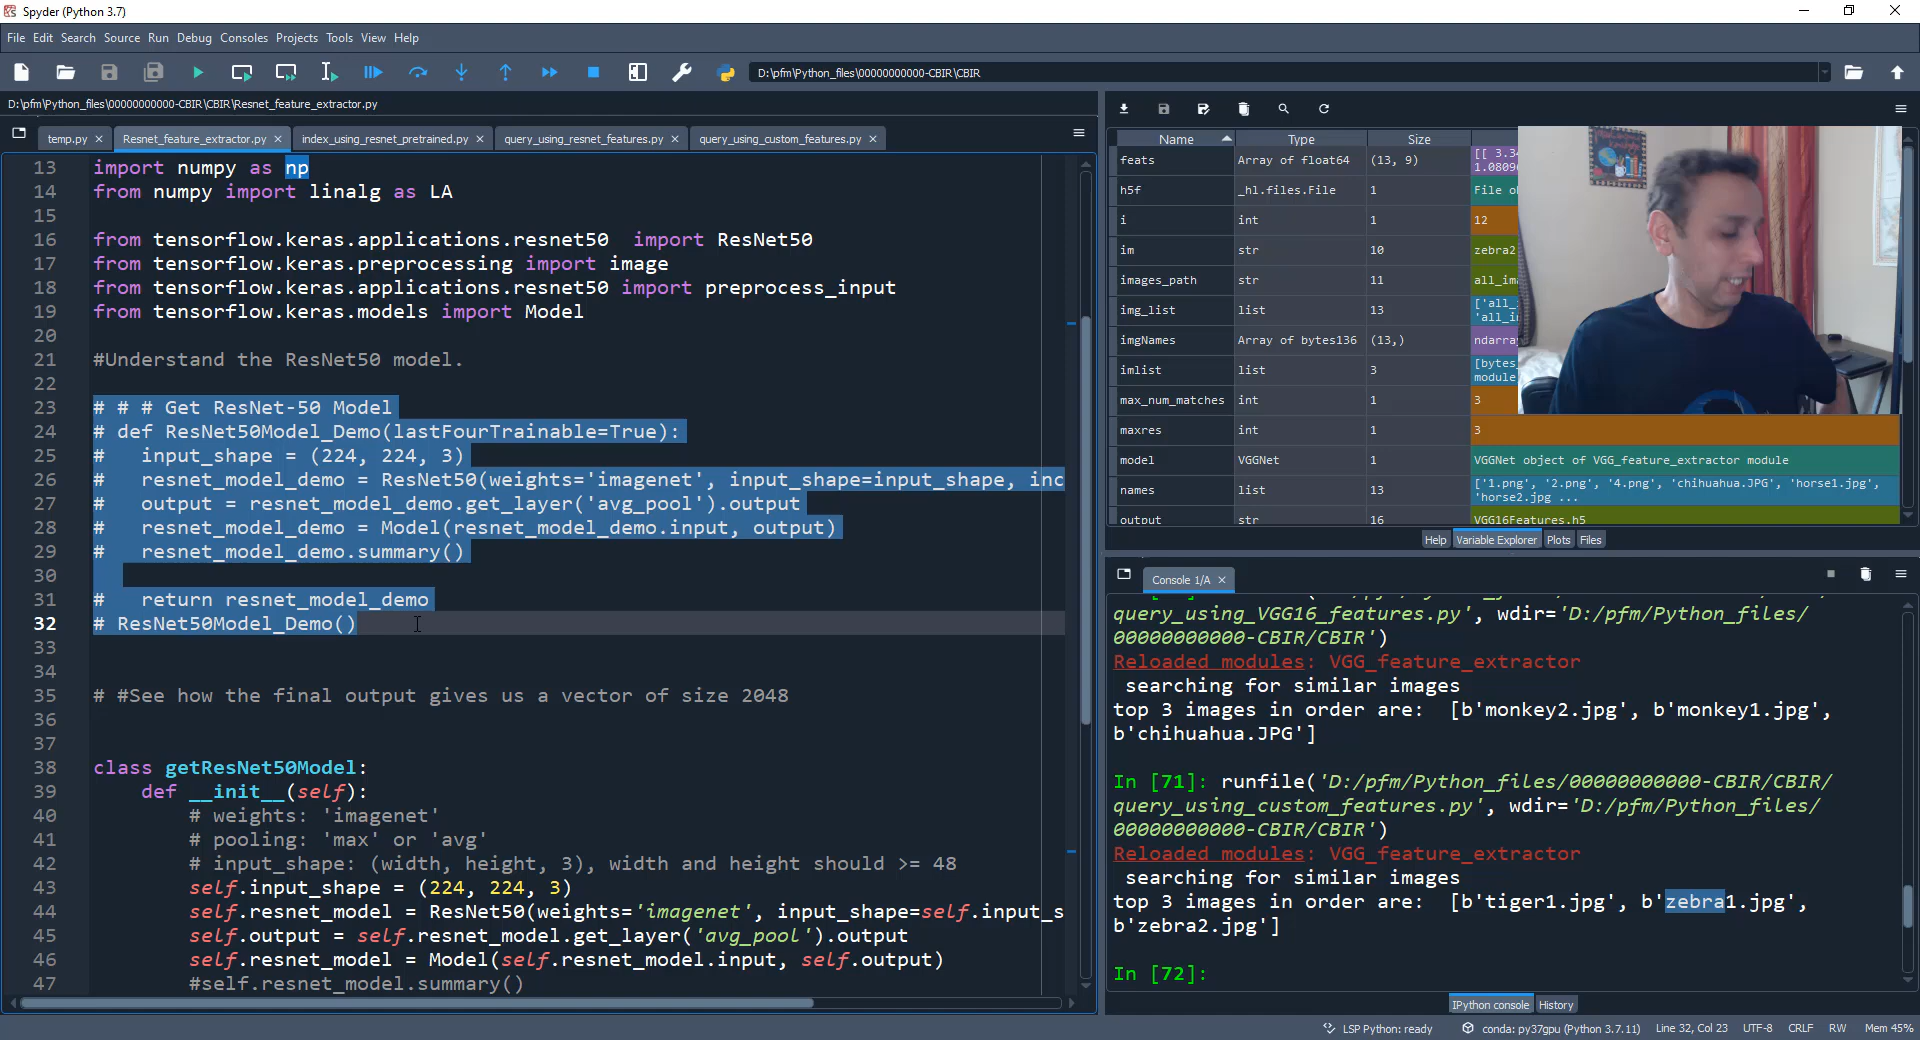 Spyder (Python 3.7)
File Edit Search Source Run Debug Consoles Projects Tools View Help
D:\pfm\Python_files\00000000000-CBIR\CBIR
D:\pfm\Python_files\00000000000-CBIR\CBIR\Resnet_feature_extractor.py
temp.py Resnet_feature_extractor.py index_using_resnet_pretrained.py query_using_resnet_features.py query_using_custom_features.py
13 import numpy as np
14 from numpy import linalg as LA
15
16 from tensorflow.keras.applications.resnet50  import ResNet50
17 from tensorflow.keras.preprocessing import image
18 from tensorflow.keras.applications.resnet50 import preprocess_input
19 from tensorflow.keras.models import Model
20
21 #Understand the ResNet50 model.
22
23 # # # Get ResNet-50 Model
24 # def ResNet50Model_Demo(lastFourTrainable=True):
25 #   input_shape = (224, 224, 3)
26 #   resnet_model_demo = ResNet50(weights='imagenet', input_shape=input_shape, inc
27 #   output = resnet_model_demo.get_layer('avg_pool').output
28 #   resnet_model_demo = Model(resnet_model_demo.input, output)
29 #   resnet_model_demo.summary()
30
31 #   return resnet_model_demo
32 # ResNet50Model_Demo()
33
34
35 # #See how the final output gives us a vector of size 2048
36
37
38 class getResNet50Model:
39     def __init__(self):
40         # weights: 'imagenet'
41         # pooling: 'max' or 'avg'
42         # input_shape: (width, height, 3), width and height should >= 48
43         self.input_shape = (224, 224, 3)
44         self.resnet_model = ResNet50(weights='imagenet', input_shape=self.input_s
45         self.output = self.resnet_model.get_layer('avg_pool').output
46         self.resnet_model = Model(self.resnet_model.input, self.output)
47         #self.resnet_model.summary()
Name Type Size
feats Array of float64 (13, 9) [[ 3.34
1.0809
h5f _hl.files.File 1 File o
i int 1 12
im str 10 zebra2
images_path str 11 all_im
img_list list 13 ['all_
'all_i
imgNames Array of bytes136 (13,) ndarray
imlist list 3 [bytes_
module
max_num_matches int 1 3
maxres int 1 3
model VGGNet 1 VGGNet object of VGG_feature_extractor module
names list 13 ['1.png', '2.png', '4.png', 'chihuahua.JPG', 'horse1.jpg',
'horse2.jpg ...
output str 16 VGG16Features.h5
Help Variable Explorer Plots Files
Console 1/A
query_using_VGG16_features.py', wdir='D:/pfm/Python_files/
00000000000-CBIR/CBIR')
Reloaded modules: VGG_feature_extractor
searching for similar images
top 3 images in order are:  [b'monkey2.jpg', b'monkey1.jpg',
b'chihuahua.JPG']
In [71]: runfile('D:/pfm/Python_files/00000000000-CBIR/CBIR/
query_using_custom_features.py', wdir='D:/pfm/Python_files/
00000000000-CBIR/CBIR')
Reloaded modules: VGG_feature_extractor
searching for similar images
top 3 images in order are:  [b'tiger1.jpg', b'zebra1.jpg',
b'zebra2.jpg']
In [72]:
IPython console History
LSP Python: ready conda: py37gpu (Python 3.7.11) Line 32, Col 23 UTF-8 CRLF RW Mem 45%